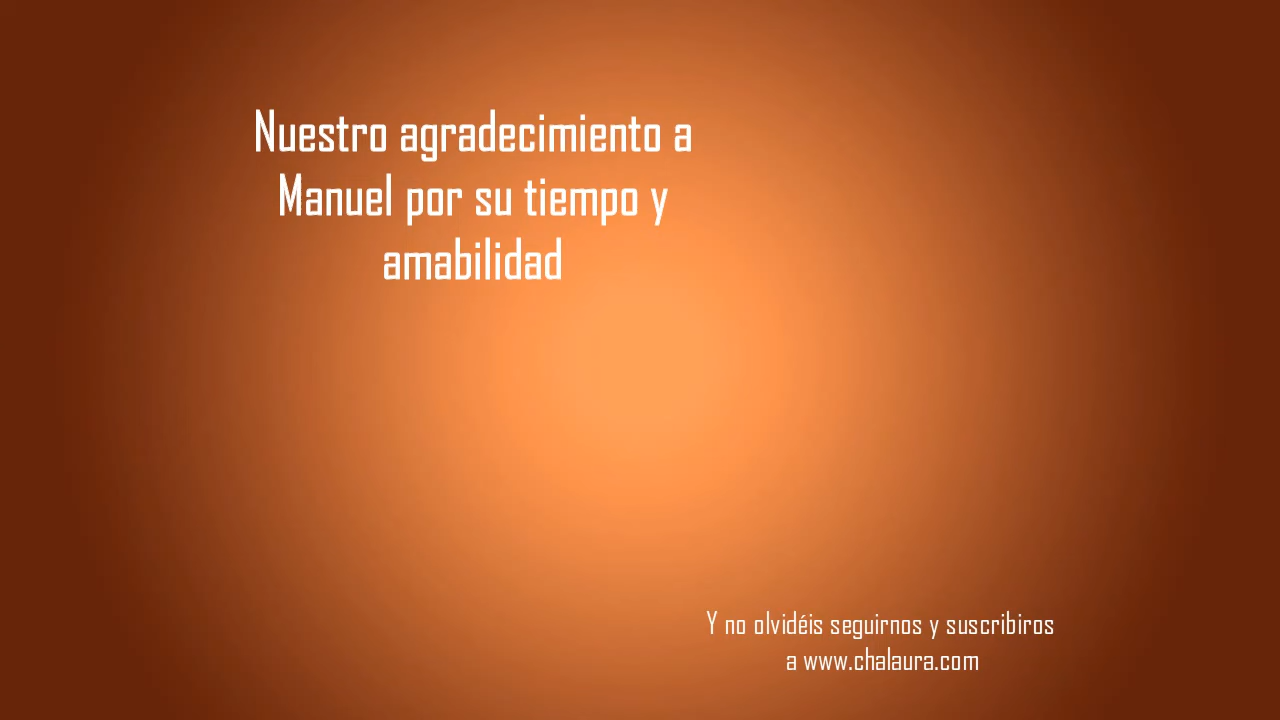 Nuestro agradecimiento a
Manuel por su tiempo y
amabilidad
Y no olvidéis seguirnos y suscribiros
a www.chalaura.com